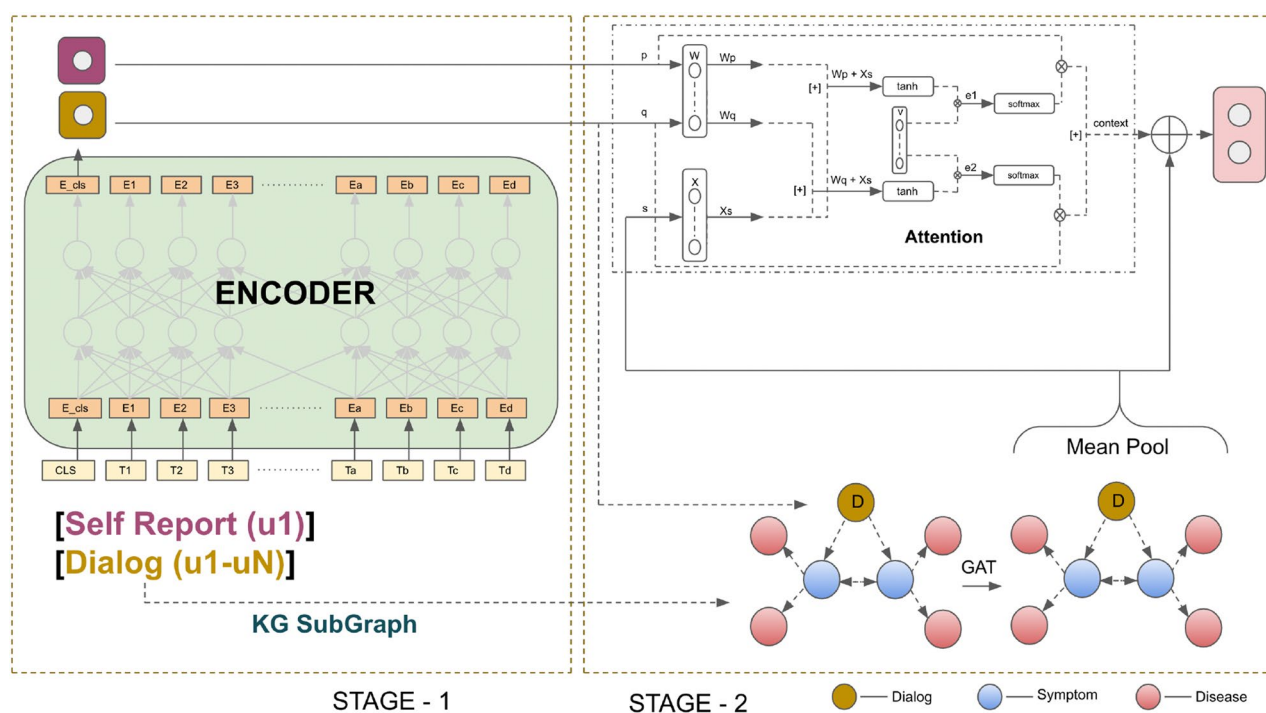 p
W
Wp
q
Wq
[+]
Wp + Xs
tanh
e1
softmax
V
s
X
Xs
[+]
Wq + Xs
tanh
e2
softmax
[+]
context
Attention
E_cls E1 E2 E3 Ea Eb Ec Ed
ENCODER
E_cls E1 E2 E3 Ea Eb Ec Ed
CLS T1 T2 T3 Ta Tb Tc Td
[Self Report (u1)]
[Dialog (u1-uN)]
KG SubGraph
Mean Pool
D
GAT
D
STAGE - 1
STAGE - 2
Dialog
Symptom
Disease